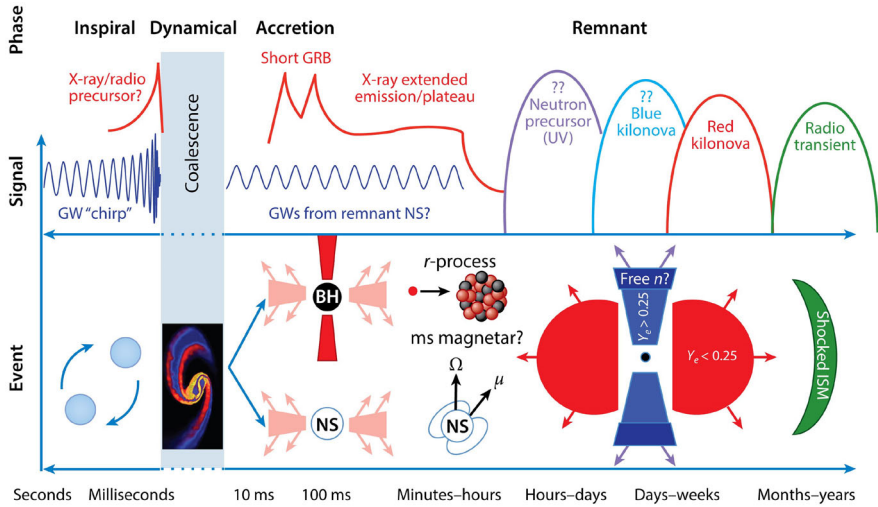 Phase
Inspiral
Dynamical
Accretion
Remnant
Signal
X-ray/radio
precursor?
GW "chirp"
Coalescence
Short GRB
X-ray extended
emission/plateau
GWs from remnant NS?
??
Neutron
precursor
(UV)
??
Blue
kilonova
Red
kilonova
Radio
transient
Event
BH
NS
r-process
ms magnetar?
Ω
μ
NS
Free n?
Ye > 0.25
Ye < 0.25
Shocked ISM
Seconds
Milliseconds
10 ms
100 ms
Minutes–hours
Hours–days
Days–weeks
Months–years